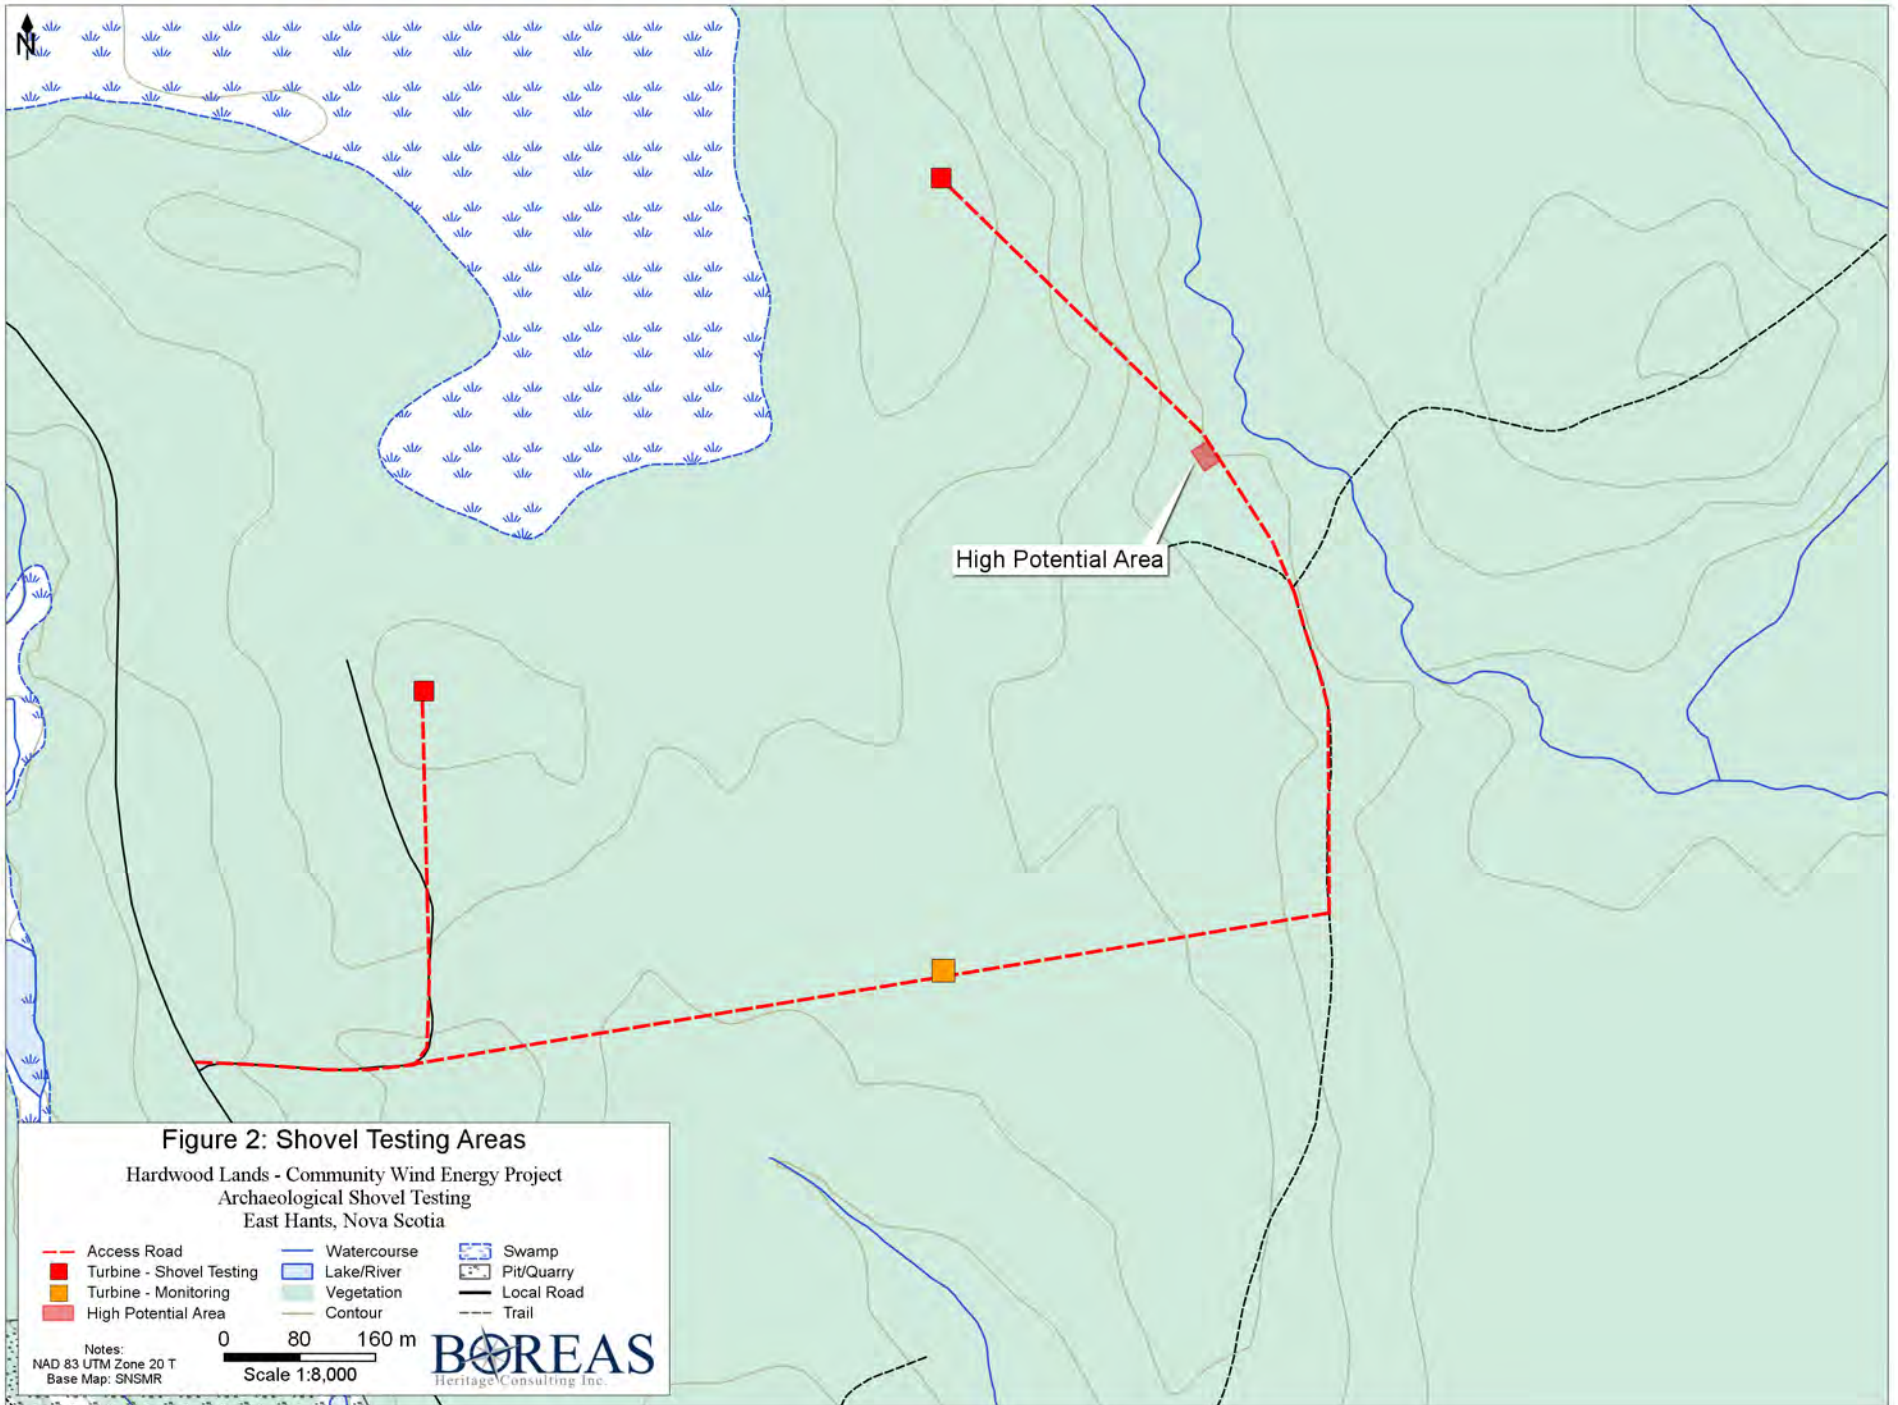 N
High Potential Area
Figure 2: Shovel Testing Areas
Hardwood Lands - Community Wind Energy Project
Archaeological Shovel Testing
East Hants, Nova Scotia
Access Road
Turbine - Shovel Testing
Turbine - Monitoring
High Potential Area
Watercourse
Lake/River
Vegetation
Contour
Swamp
Pit/Quarry
Local Road
Trail
Notes:
NAD 83 UTM Zone 20 T
Base Map: SNSMR
0 80 160 m
Scale 1:8,000
BOREAS
Heritage Consulting Inc.